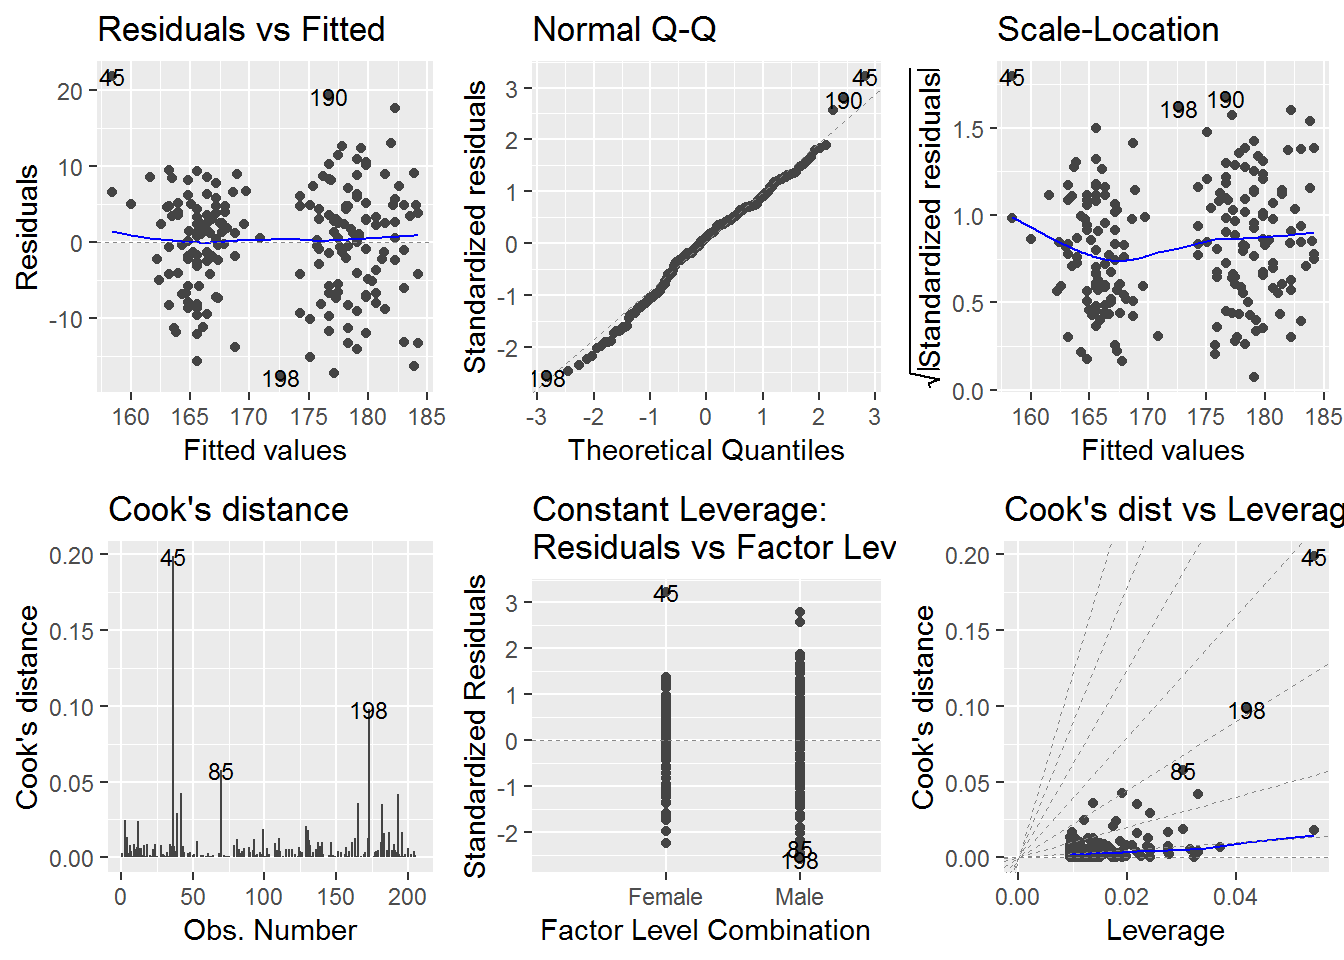 Residuals vs Fitted
45
190
198
20
10
0
-10
Residuals
160 165 170 175 180 185
Fitted values
Normal Q-Q
45
190
198
3
2
1
0
-1
-2
Standardized residuals
-3 -2 -1 0 1 2 3
Theoretical Quantiles
Scale-Location
45
190
198
1.5
1.0
0.5
0.0
√|Standardized residuals|
160 165 170 175 180 185
Fitted values
Cook's distance
45
198
85
0.20
0.15
0.10
0.05
0.00
Cook's distance
0 50 100 150 200
Obs. Number
Constant Leverage:
Residuals vs Factor Lev
45
85
198
3
2
1
0
-1
-2
Standardized Residuals
Female Male
Factor Level Combination
Cook's dist vs Leverag
45
198
85
0.20
0.15
0.10
0.05
0.00
Cook's distance
0.00 0.02 0.04
Leverage